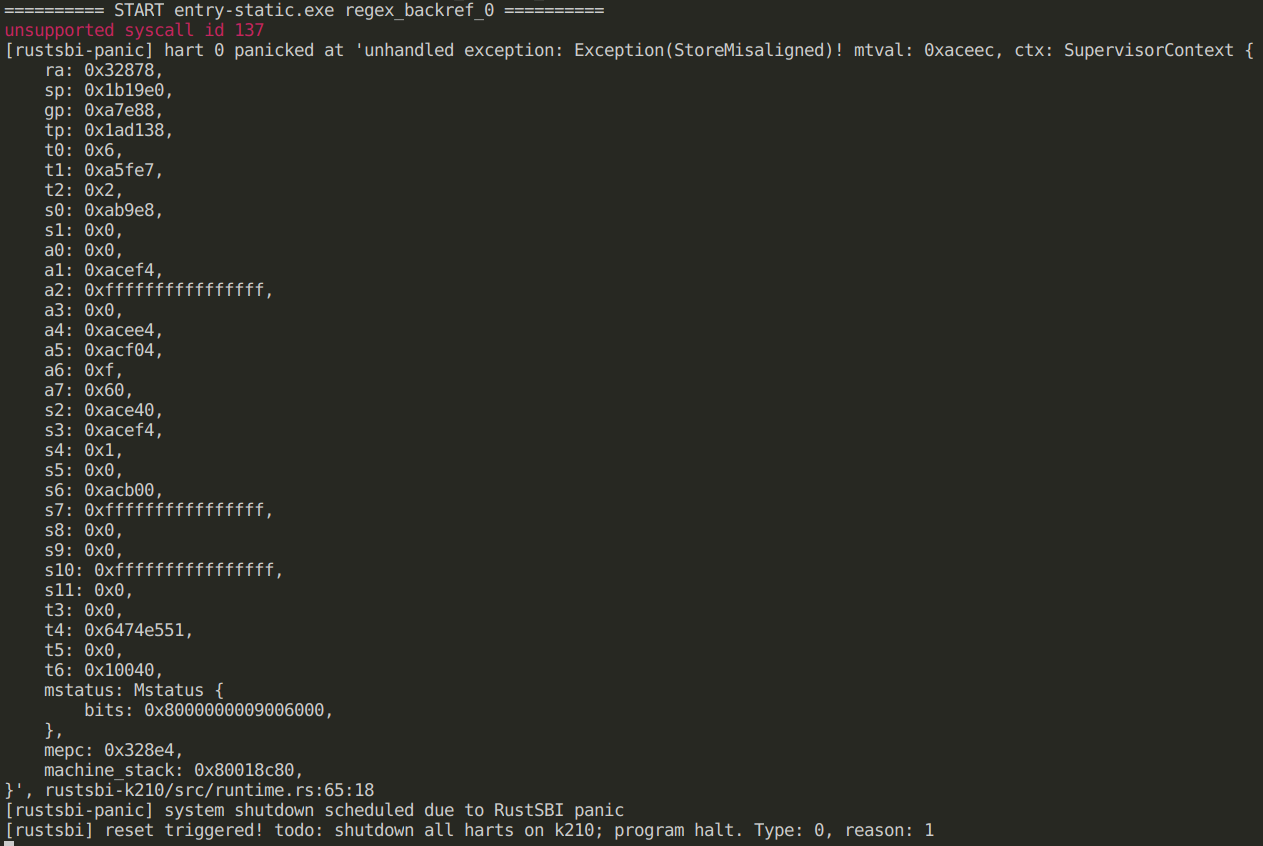 ========== START entry-static.exe regex_backref_0 ==========
unsupported syscall id 137
[rustsbi-panic] hart 0 panicked at 'unhandled exception: Exception(StoreMisaligned)! mtval: 0xaceec, ctx: SupervisorContext {
    ra: 0x32878,
    sp: 0x1b19e0,
    gp: 0xa7e88,
    tp: 0x1ad138,
    t0: 0x6,
    t1: 0xa5fe7,
    t2: 0x2,
    s0: 0xab9e8,
    s1: 0x0,
    a0: 0x0,
    a1: 0xacef4,
    a2: 0xffffffffffffffff,
    a3: 0x0,
    a4: 0xacee4,
    a5: 0xacf04,
    a6: 0xf,
    a7: 0x60,
    s2: 0xace40,
    s3: 0xacef4,
    s4: 0x1,
    s5: 0x0,
    s6: 0xacb00,
    s7: 0xffffffffffffffff,
    s8: 0x0,
    s9: 0x0,
    s10: 0xffffffffffffffff,
    s11: 0x0,
    t3: 0x0,
    t4: 0x6474e551,
    t5: 0x0,
    t6: 0x10040,
    mstatus: Mstatus {
        bits: 0x8000000009006000,
    },
    mepc: 0x328e4,
    machine_stack: 0x80018c80,
}', rustsbi-k210/src/runtime.rs:65:18
[rustsbi-panic] system shutdown scheduled due to RustSBI panic
[rustsbi] reset triggered! todo: shutdown all harts on k210; program halt. Type: 0, reason: 1